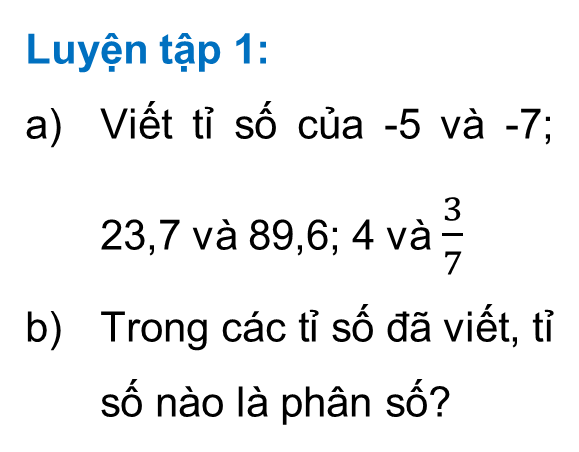 Luyện tập 1:
a) Viết tỉ số của -5 và -7;
23,7 và 89,6; 4 và 3/7
b) Trong các tỉ số đã viết, tỉ
số nào là phân số?